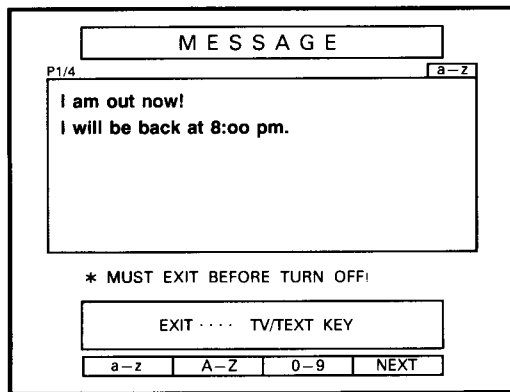 MESSAGE
P1/4 a–z
I am out now!
I will be back at 8:oo pm.
* MUST EXIT BEFORE TURN OFF!
EXIT ···· TV/TEXT KEY
a–z A–Z 0–9 NEXT